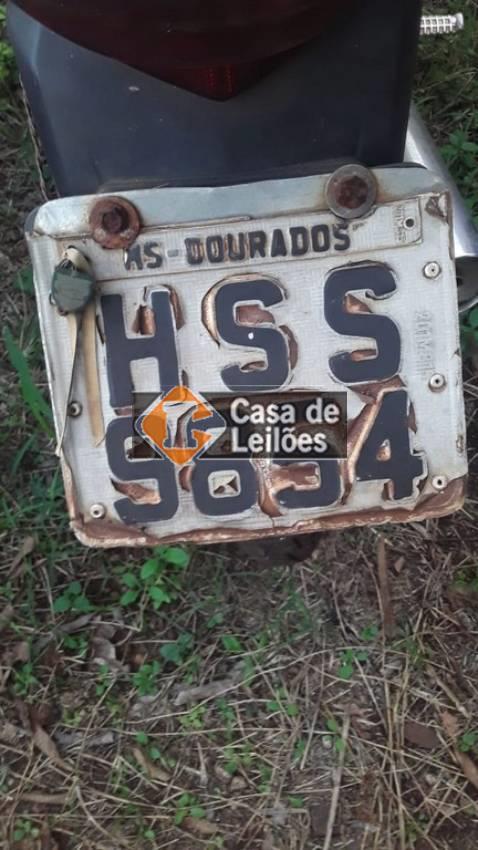 MS-DOURADOS
HSS
Casa de
Leilões